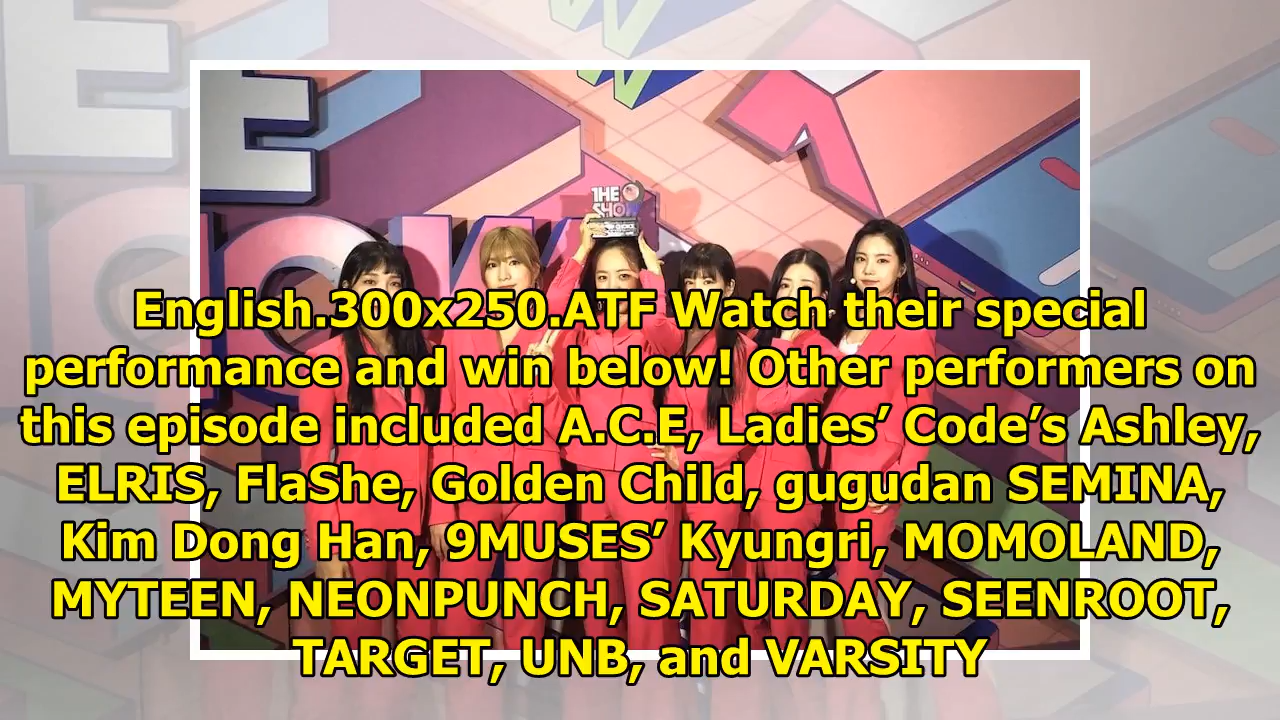 THE
SHOW
English.300x250.ATF Watch their special
performance and win below! Other performers on
this episode included A.C.E, Ladies’ Code’s Ashley,
ELRIS, FlaShe, Golden Child, gugudan SEMINA,
Kim Dong Han, 9MUSES’ Kyungri, MOMOLAND,
MYTEEN, NEONPUNCH, SATURDAY, SEENROOT,
TARGET, UNB, and VARSITY